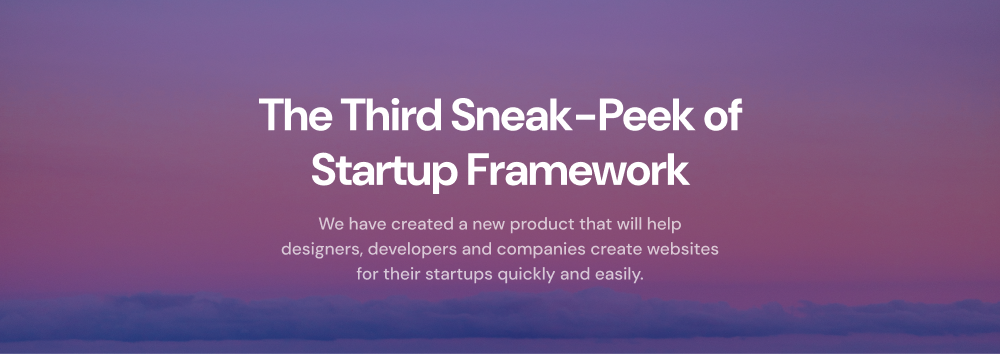 The Third Sneak-Peek of
Startup Framework
We have created a new product that will help
designers, developers and companies create websites
for their startups quickly and easily.